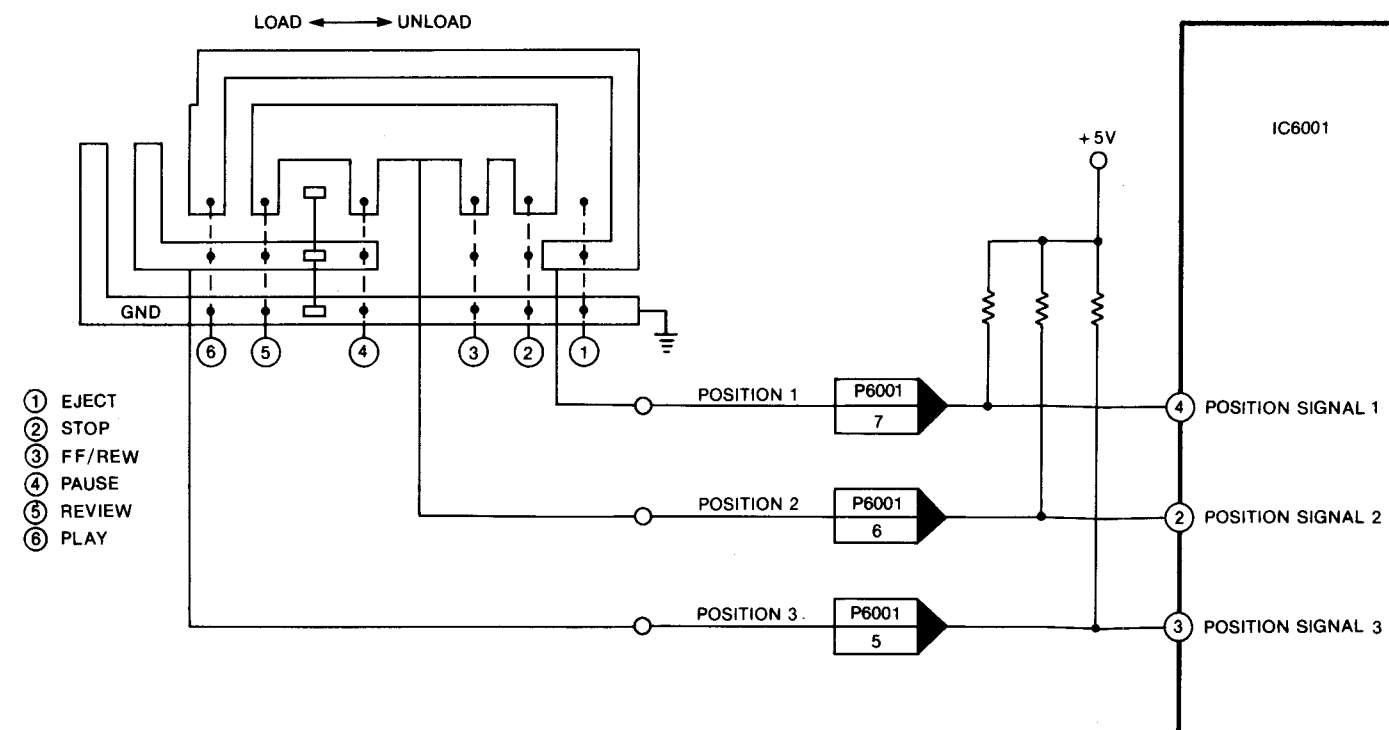 LOAD ◄──► UNLOAD
IC6001
+5V
GND
6 5 4 3 2 1
1 EJECT
2 STOP
3 FF/REW
4 PAUSE
5 REVIEW
6 PLAY
POSITION 1
P6001
7
4 POSITION SIGNAL 1
POSITION 2
P6001
6
2 POSITION SIGNAL 2
POSITION 3
P6001
5
3 POSITION SIGNAL 3